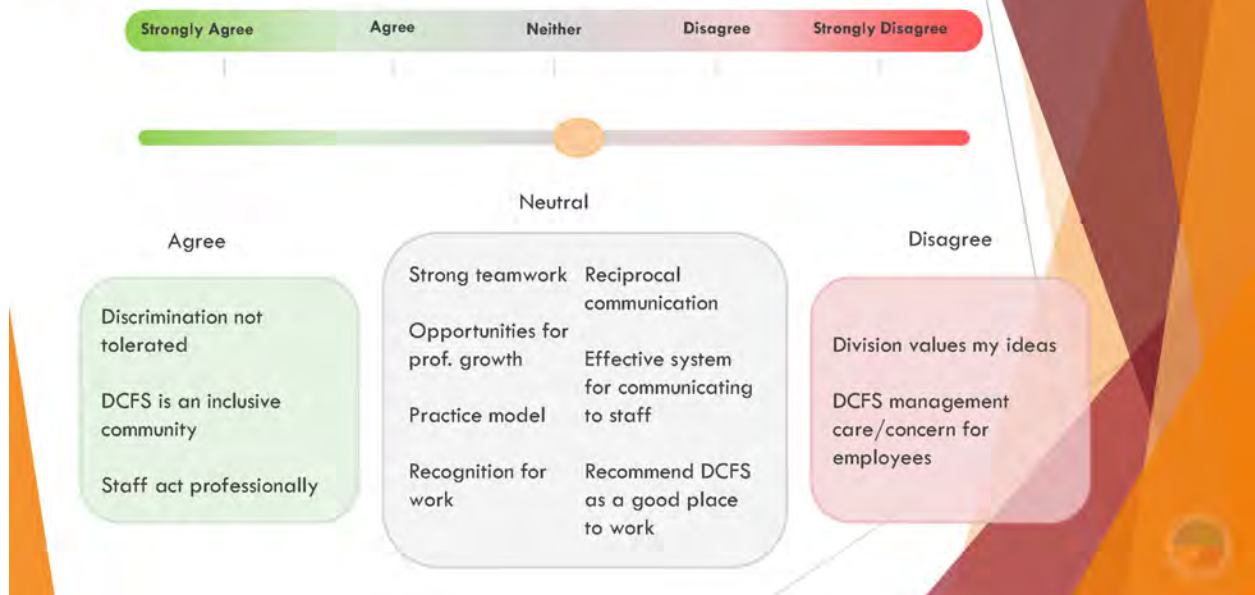 Strongly Agree Agree Neither Disagree Strongly Disagree
Neutral
Agree
Discrimination not
tolerated
DCFS is an inclusive
community
Staff act professionally
Strong teamwork
Opportunities for
prof. growth
Practice model
Recognition for
work
Reciprocal
communication
Effective system
for communicating
to staff
Recommend DCFS
as a good place
to work
Disagree
Division values my ideas
DCFS management
care/concern for
employees